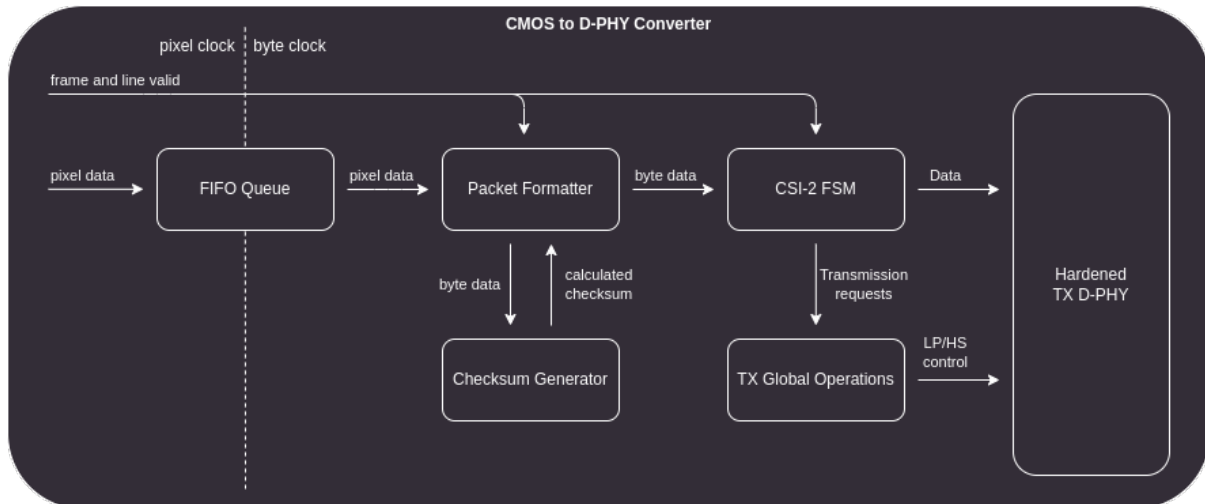 CMOS to D-PHY Converter
pixel clock
byte clock
frame and line valid
pixel data
FIFO Queue
pixel data
Packet Formatter
byte data
CSI-2 FSM
Data
byte data
calculated
checksum
Transmission
requests
Hardened
TX D-PHY
Checksum Generator
TX Global Operations
LP/HS
control